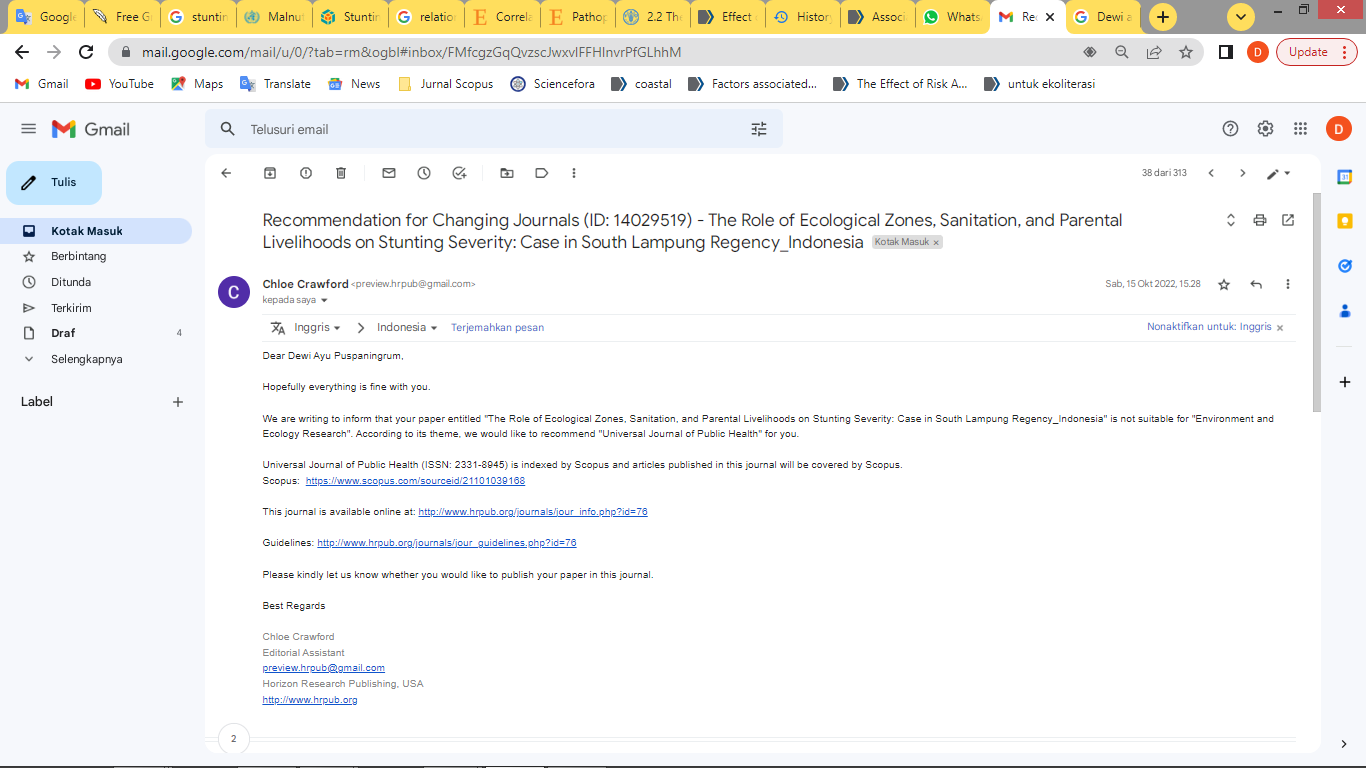 Google
Free G
stuntin
Malnut
Stuntin
relation
Correla
Pathop
2.2 The
Effect
History
Associa
Whats
Rec
Dewi a
mail.google.com/mail/u/0/?tab=rm&ogbl#inbox/FMfcgzGqQvzscJwxvlFFHlnvrPfGLhhM
D
Update
Gmail
YouTube
Maps
Translate
News
Jurnal Scopus
Sciencefora
coastal
Factors associated...
The Effect of Risk A...
untuk ekoliterasi
Gmail
Telusuri email
D
Tulis
Kotak Masuk
Berbintang
Ditunda
Terkirim
Draf 4
Selengkapnya
Label
38 dari 313
Recommendation for Changing Journals (ID: 14029519) - The Role of Ecological Zones, Sanitation, and Parental
Livelihoods on Stunting Severity: Case in South Lampung Regency_Indonesia Kotak Masuk ×
C
Chloe Crawford <preview.hrpub@gmail.com>
Sab, 15 Okt 2022, 15.28
kepada saya
Inggris > Indonesia Terjemahkan pesan
Nonaktifkan untuk: Inggris ×
Dear Dewi Ayu Puspaningrum,
Hopefully everything is fine with you.
We are writing to inform that your paper entitled "The Role of Ecological Zones, Sanitation, and Parental Livelihoods on Stunting Severity: Case in South Lampung Regency_Indonesia" is not suitable for "Environment and
Ecology Research". According to its theme, we would like to recommend "Universal Journal of Public Health" for you.
Universal Journal of Public Health (ISSN: 2331-8945) is indexed by Scopus and articles published in this journal will be covered by Scopus.
Scopus: https://www.scopus.com/sourceid/21101039168
This journal is available online at: http://www.hrpub.org/journals/jour_info.php?id=76
Guidelines: http://www.hrpub.org/journals/jour_guidelines.php?id=76
Please kindly let us know whether you would like to publish your paper in this journal.
Best Regards
Chloe Crawford
Editorial Assistant
preview.hrpub@gmail.com
Horizon Research Publishing, USA
http://www.hrpub.org
2